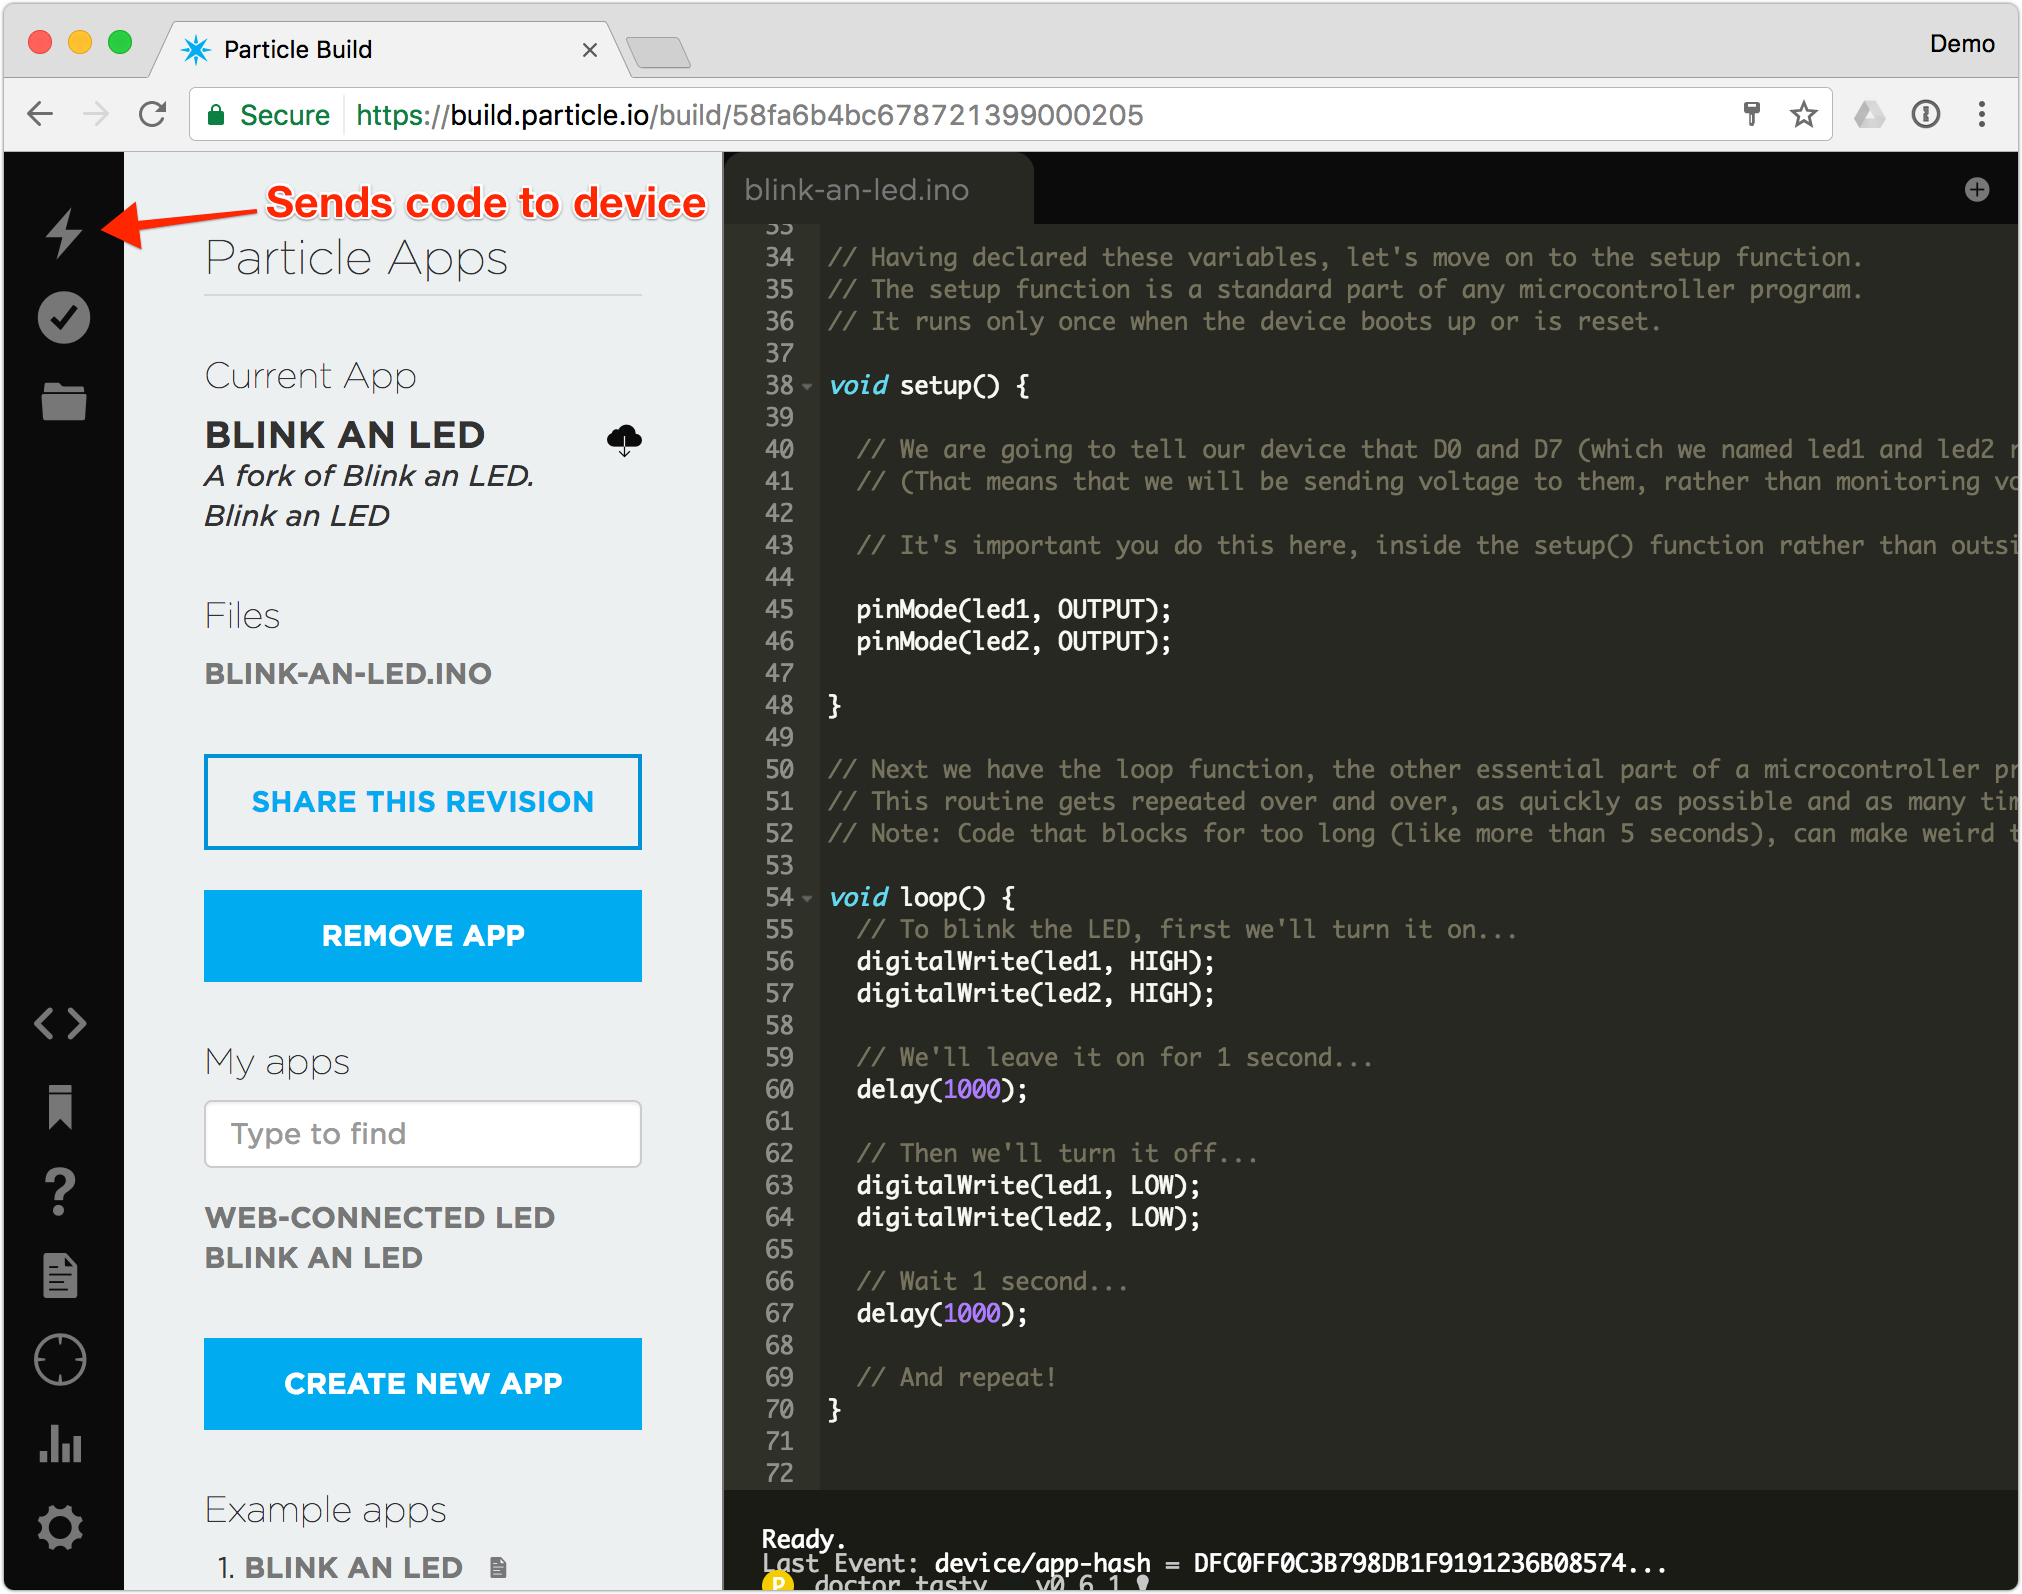 Particle Build
Demo
Secure
https://build.particle.io/build/58fa6b4bc678721399000205
Sends code to device
Particle Apps
Current App
BLINK AN LED
A fork of Blink an LED.
Blink an LED
Files
BLINK-AN-LED.INO
SHARE THIS REVISION
REMOVE APP
My apps
Type to find
WEB-CONNECTED LED
BLINK AN LED
CREATE NEW APP
Example apps
1. BLINK AN LED
blink-an-led.ino
33
34 // Having declared these variables, let's move on to the setup function.
35 // The setup function is a standard part of any microcontroller program.
36 // It runs only once when the device boots up or is reset.
37
38 void setup() {
39
40 // We are going to tell our device that D0 and D7 (which we named led1 and led2 r
41 // (That means that we will be sending voltage to them, rather than monitoring vo
42
43 // It's important you do this here, inside the setup() function rather than outsi
44
45 pinMode(led1, OUTPUT);
46 pinMode(led2, OUTPUT);
47
48 }
49
50 // Next we have the loop function, the other essential part of a microcontroller pr
51 // This routine gets repeated over and over, as quickly as possible and as many tim
52 // Note: Code that blocks for too long (like more than 5 seconds), can make weird t
53
54 void loop() {
55 // To blink the LED, first we'll turn it on...
56 digitalWrite(led1, HIGH);
57 digitalWrite(led2, HIGH);
58
59 // We'll leave it on for 1 second...
60 delay(1000);
61
62 // Then we'll turn it off...
63 digitalWrite(led1, LOW);
64 digitalWrite(led2, LOW);
65
66 // Wait 1 second...
67 delay(1000);
68
69 // And repeat!
70 }
71
72
Ready.
Last Event: device/app-hash = DFC0FF0C3B798DB1F9191236B08574...
P doctor_tasty v0.6.1